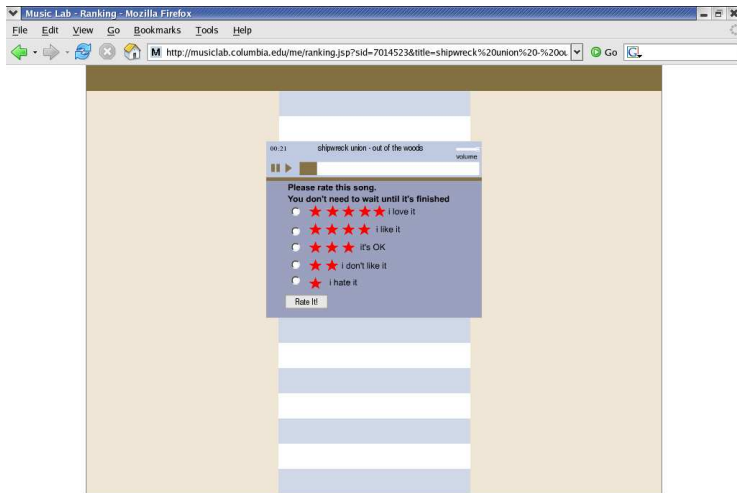 Music Lab - Ranking - Mozilla Firefox
File Edit View Go Bookmarks Tools Help
M http://musiclab.columbia.edu/me/ranking.jsp?sid=7014523&title=shipwreck%20union%20-%20ou Go G
00:21 shipwreck union - out of the woods
volume
Please rate this song.
You don't need to wait until it's finished
i love it
i like it
it's OK
i don't like it
i hate it
Rate It!